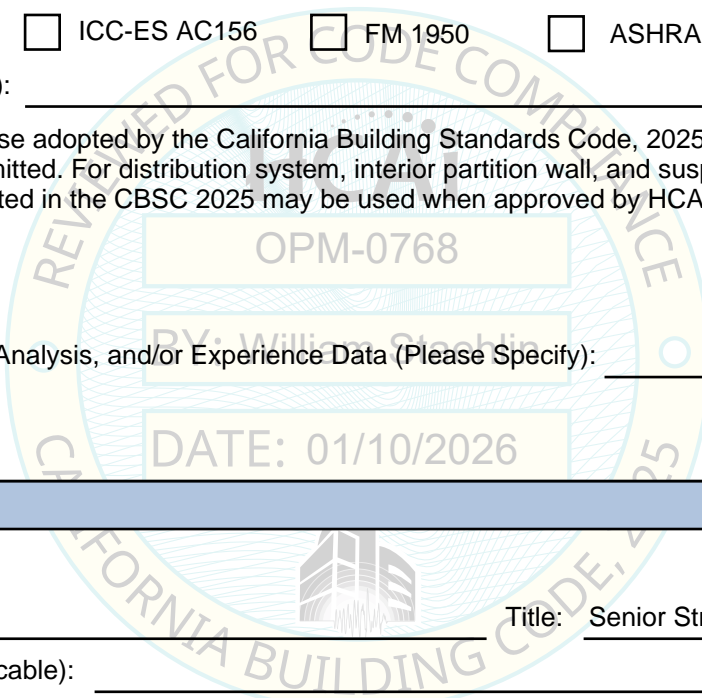 ICC-ES AC156 FM 1950 ASHRA
):
se adopted by the California Building Standards Code, 2025
nitted. For distribution system, interior partition wall, and sus
ted in the CBSC 2025 may be used when approved by HCA
Analysis, and/or Experience Data (Please Specify):
Title: Senior Str
cable):
REVIEWED FOR CODE COMPLIANCE
HCAi
OPM-0768
BY: William Staehlin
DATE: 01/10/2026
CALIFORNIA BUILDING CODE, 2025